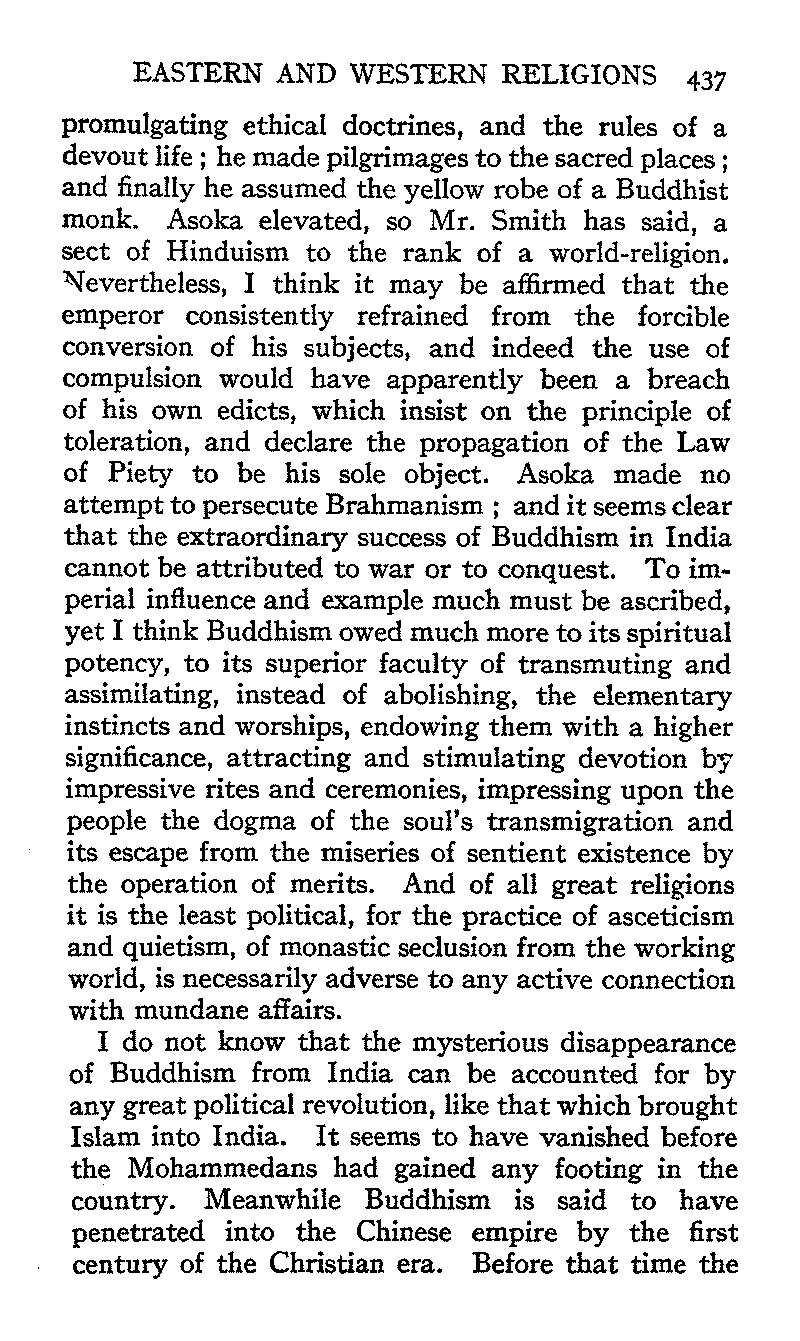 EASTERN AND WESTERN RELIGIONS 437
promulgating ethical doctrines, and the rules of a
devout life ; he made pilgrimages to the sacred places ;
and finally he assumed the yellow robe of a Buddhist
monk. Asoka elevated, so Mr. Smith has said, a
sect of Hinduism to the rank of a world-religion.
Nevertheless, I think it may be affirmed that the
emperor consistently refrained from the forcible
conversion of his subjects, and indeed the use of
compulsion would have apparently been a breach
of his own edicts, which insist on the principle of
toleration, and declare the propagation of the Law
of Piety to be his sole object. Asoka made no
attempt to persecute Brahmanism ; and it seems clear
that the extraordinary success of Buddhism in India
cannot be attributed to war or to conquest. To im-
perial influence and example much must be ascribed,
yet I think Buddhism owed much more to its spiritual
potency, to its superior faculty of transmuting and
assimilating, instead of abolishing, the elementary
instincts and worships, endowing them with a higher
significance, attracting and stimulating devotion by
impressive rites and ceremonies, impressing upon the
people the dogma of the soul's transmigration and
its escape from the miseries of sentient existence by
the operation of merits. And of all great religions
it is the least political, for the practice of asceticism
and quietism, of monastic seclusion from the working
world, is necessarily adverse to any active connection
with mundane affairs.
I do not know that the mysterious disappearance
of Buddhism from India can be accounted for by
any great political revolution, like that which brought
Islam into India. It seems to have vanished before
the Mohammedans had gained any footing in the
country. Meanwhile Buddhism is said to have
penetrated into the Chinese empire by the first
century of the Christian era. Before that time the